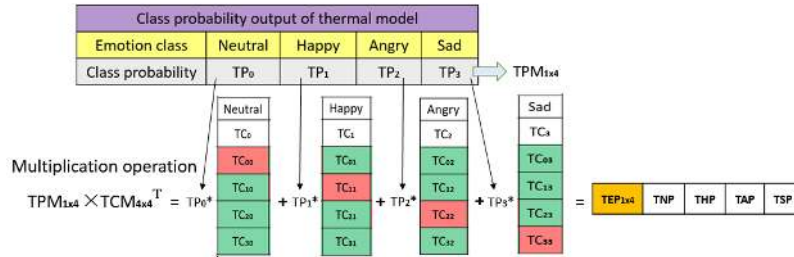 Class probability output of thermal model
Emotion class Neutral Happy Angry Sad
Class probability TP₀ TP₁ TP₂ TP₃ TPM₁ₓ₄
Neutral Happy Angry Sad
TC₀ TC₁ TC₂ TC₃
TC₀₀ TC₀₁ TC₀₂ TC₀₃
Multiplication operation
TC₁₀ TC₁₁ TC₁₂ TC₁₃
TPM₁ₓ₄ ×TCM₄ₓ₄ᵀ = TP₀* + TP₁* + TP₂* + TP₃* = TEP₁ₓ₄ TNP THP TAP TSP
TC₂₀ TC₂₁ TC₂₂ TC₂₃
TC₃₀ TC₃₁ TC₃₂ TC₃₃